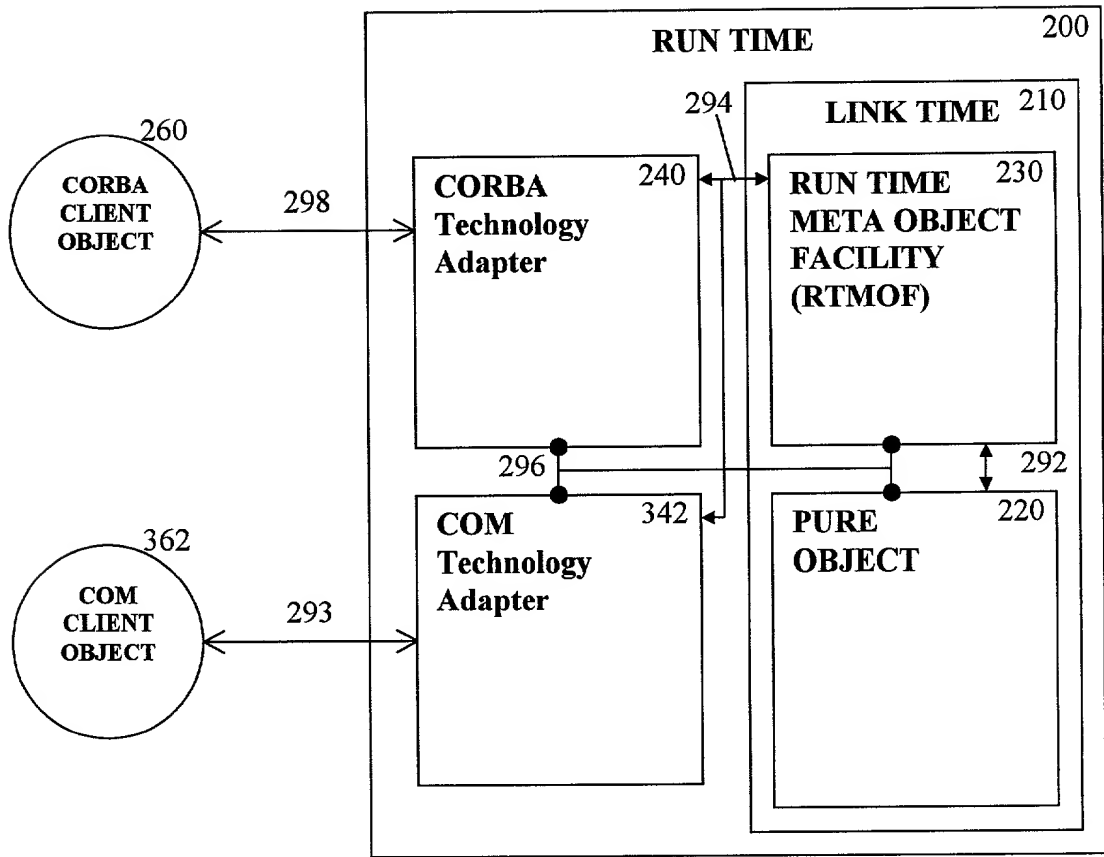 RUN TIME
200
LINK TIME
210
294
260
CORBA
CLIENT
OBJECT
298
CORBA
Technology
Adapter
240
RUN TIME
META OBJECT
FACILITY
(RTMOF)
230
296
292
362
COM
CLIENT
OBJECT
293
COM
Technology
Adapter
342
PURE
OBJECT
220